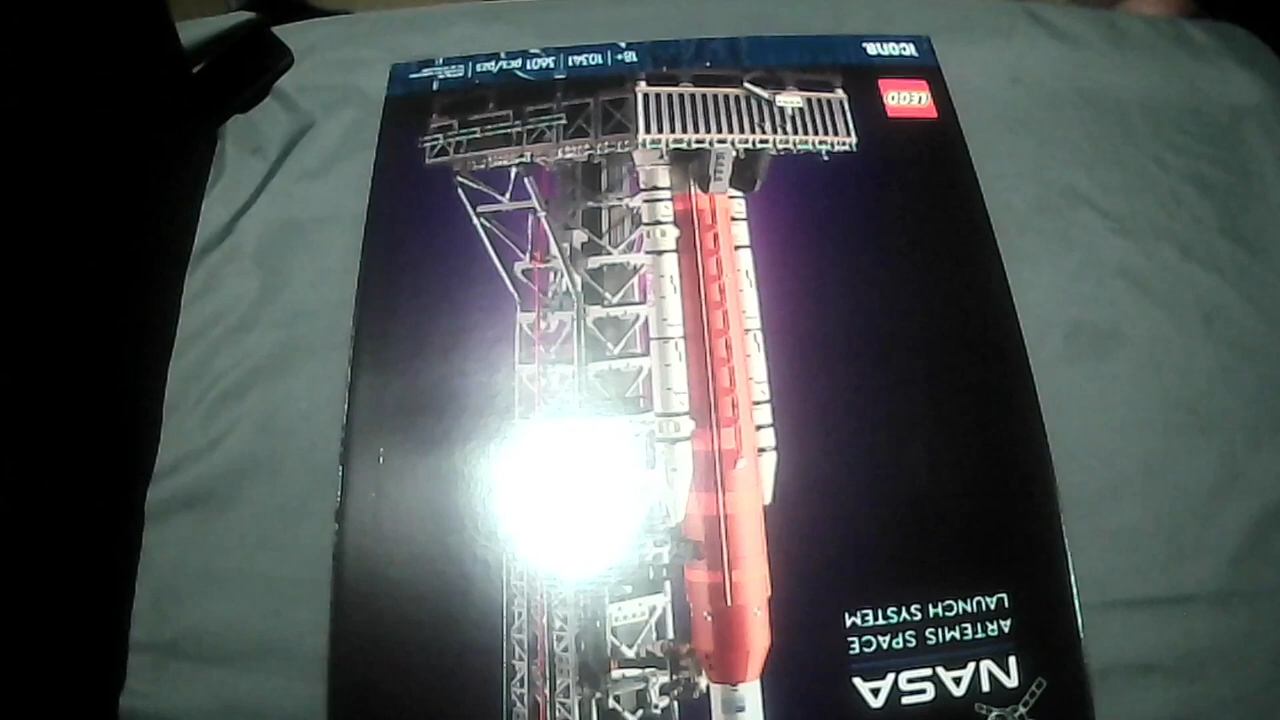 NASA
ARTEMIS SPACE
LAUNCH SYSTEM
LEGO
ICONS
18+ | 10341 | 3601 pcs/pzs